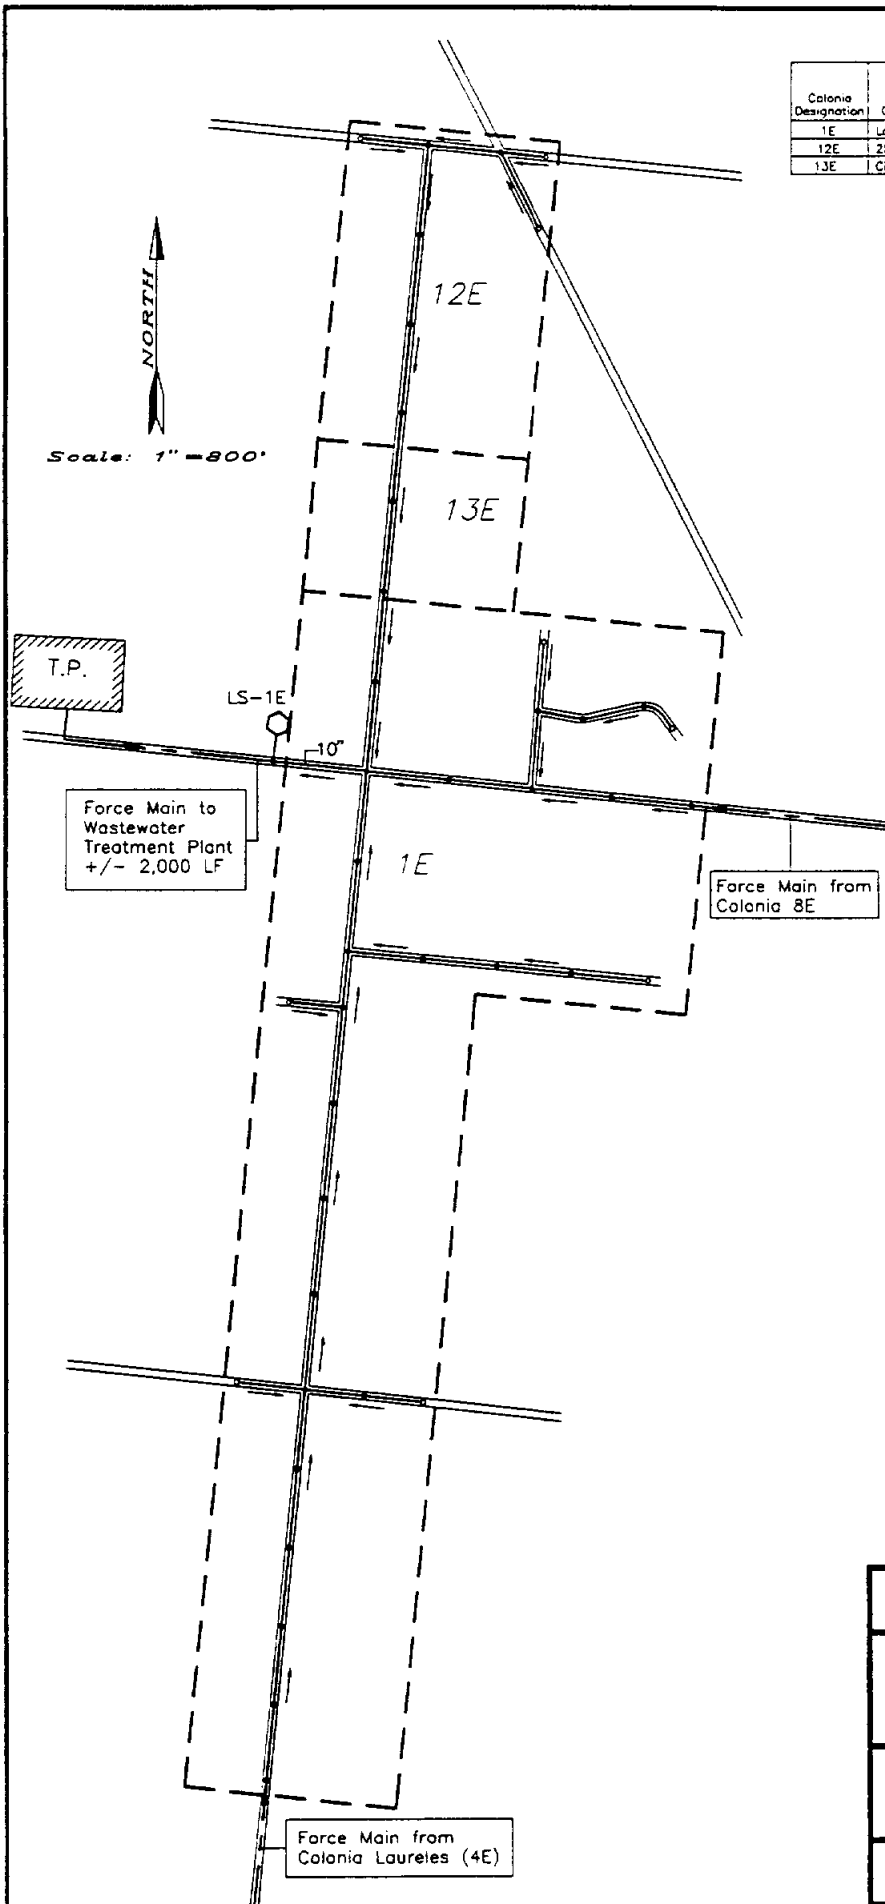 Colonia
Designation
1E
12E
13E
12E
NORTH
Scale: 1"=800'
13E
T.P.
LS-1E
10"
Force Main to
Wastewater
Treatment Plant
+/- 2,000 LF
1E
Force Main from
Colonia 8E
Force Main from
Colonia Laureles (4E)